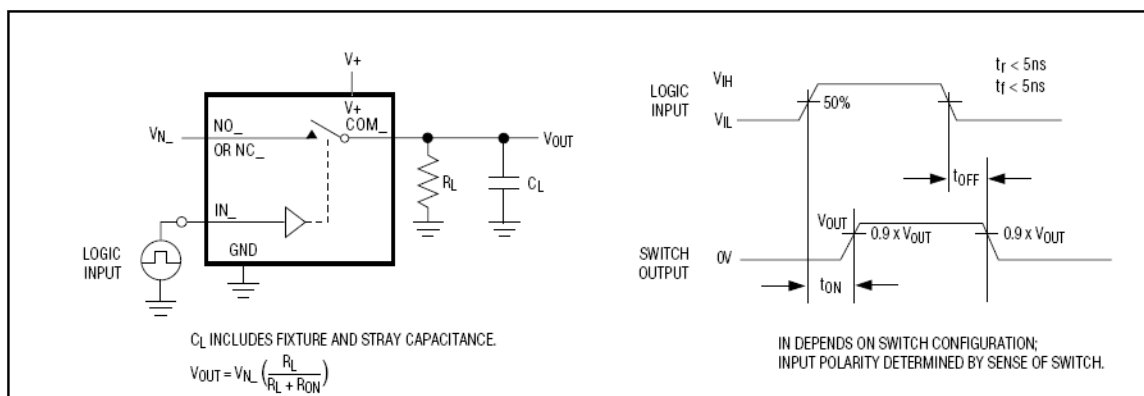 V+
V+
NO_
COM_
VN_
OR NC_
VOUT
RL
CL
IN_
LOGIC
INPUT
GND
CL INCLUDES FIXTURE AND STRAY CAPACITANCE.
VOUT = VN_ (RL / RL + RON)
LOGIC
INPUT
VIH
VIL
50%
tr < 5ns
tf < 5ns
tOFF
VOUT
0.9 x VOUT
0.9 x VOUT
SWITCH
OUTPUT
0V
tON
IN DEPENDS ON SWITCH CONFIGURATION;
INPUT POLARITY DETERMINED BY SENSE OF SWITCH.